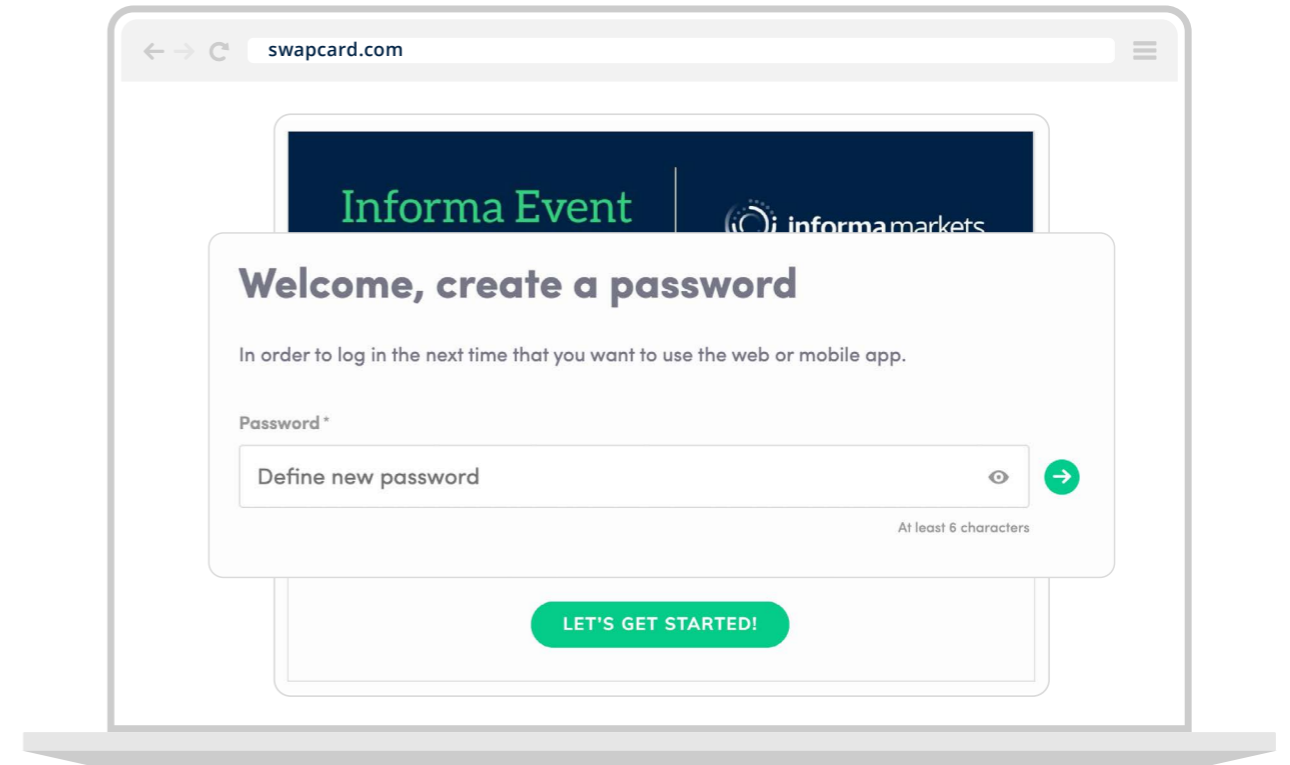 swapcard.com
Informa Event
informa markets
Welcome, create a password
In order to log in the next time that you want to use the web or mobile app.
Password *
Define new password
At least 6 characters
LET'S GET STARTED!